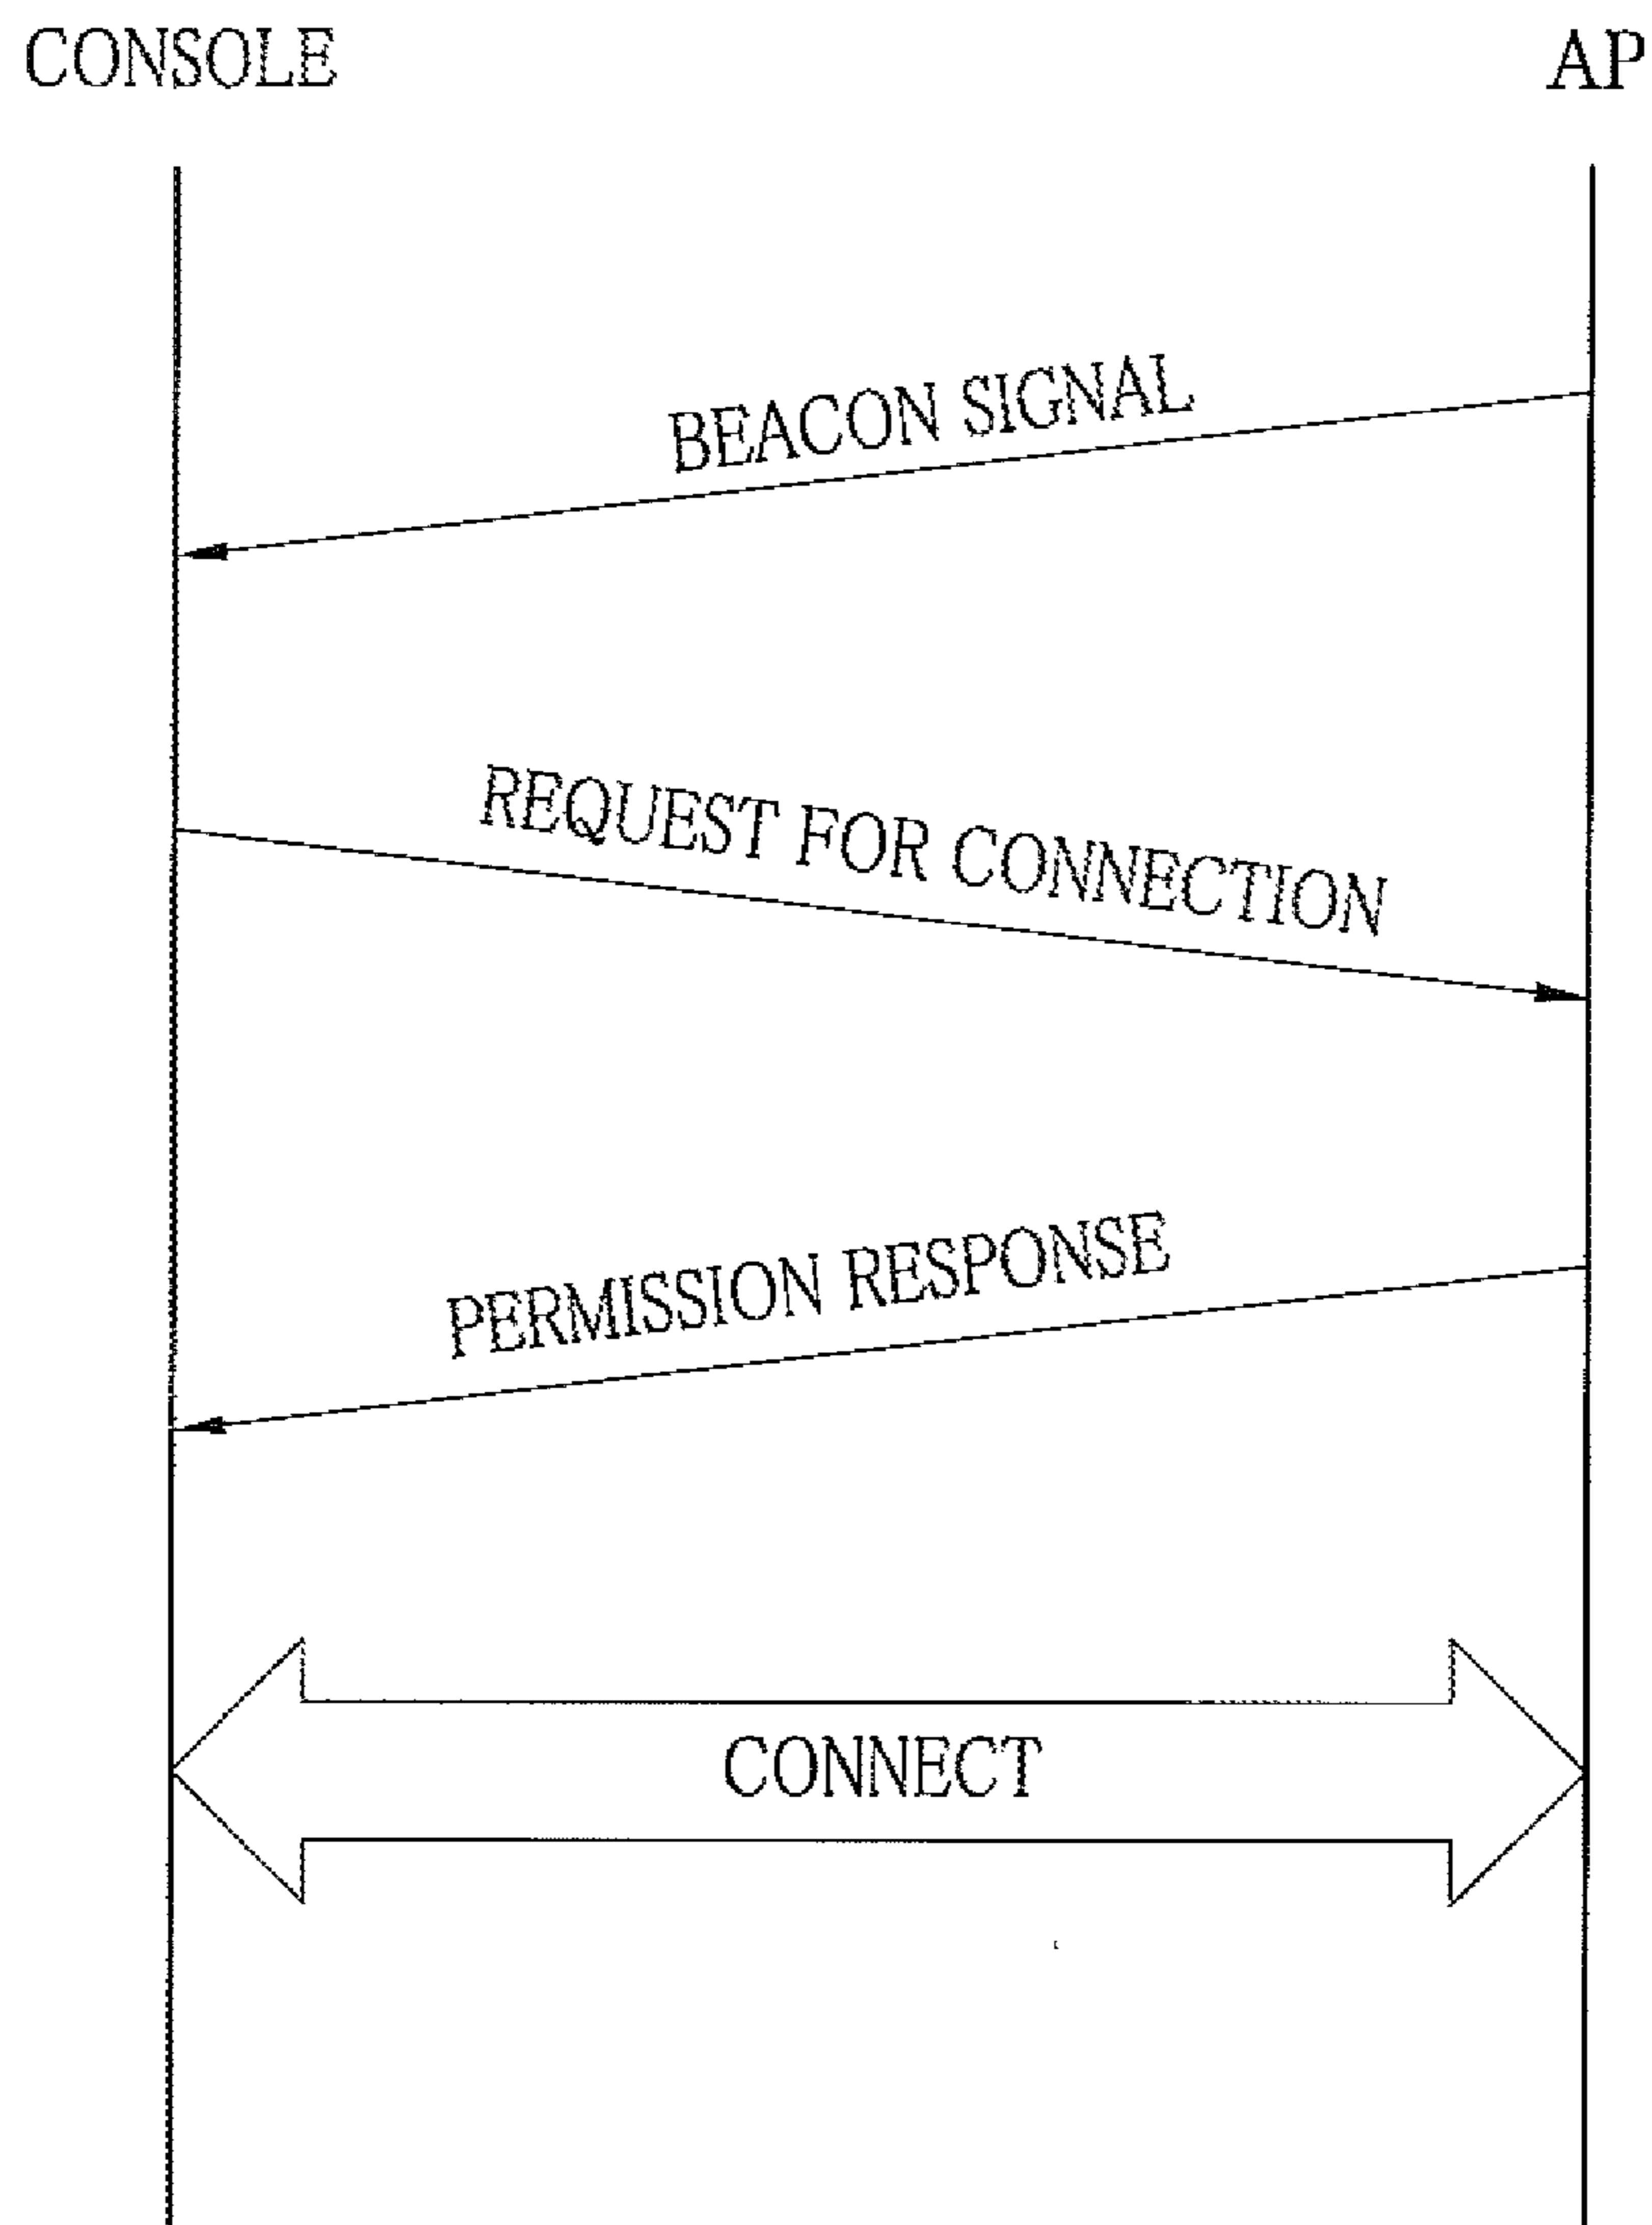 CONSOLE
AP
BEACON SIGNAL
REQUEST FOR CONNECTION
PERMISSION RESPONSE
CONNECT